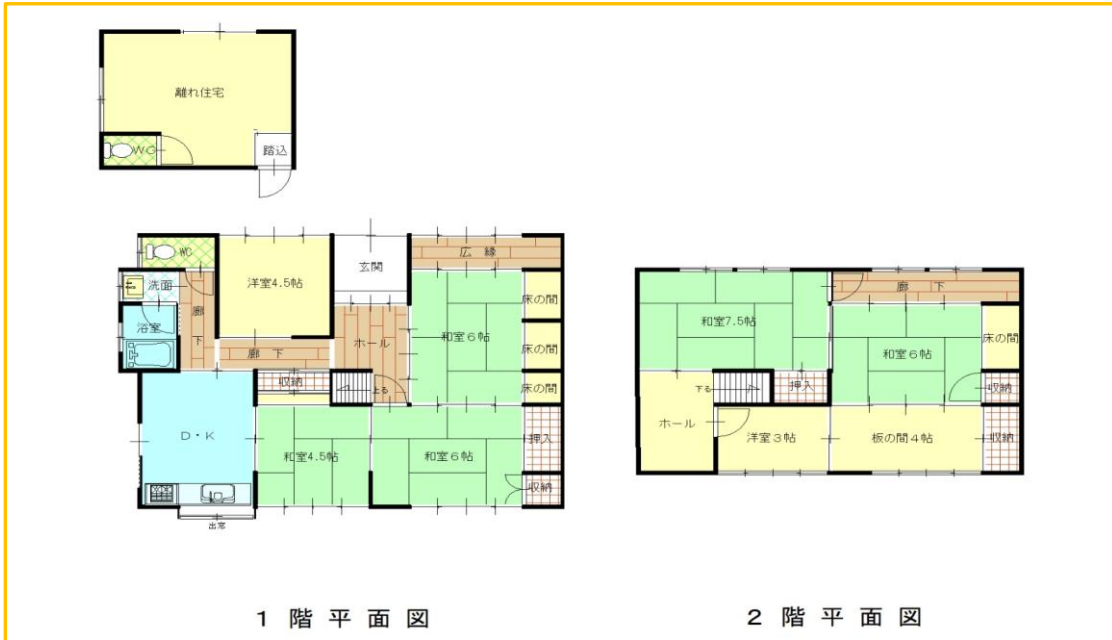 離れ住宅
WC
踏込
WC
洗面
浴室
廊下
洋室4.5帖
玄関
広縁
床の間
和室6帖
床の間
床の間
ホール
廊下
収納
上る
D・K
和室4.5帖
和室6帖
押入
収納
出窓
1階平面図
和室7.5帖
廊下
床の間
和室6帖
押入
収納
下る
ホール
洋室3帖
板の間4帖
収納
2階平面図